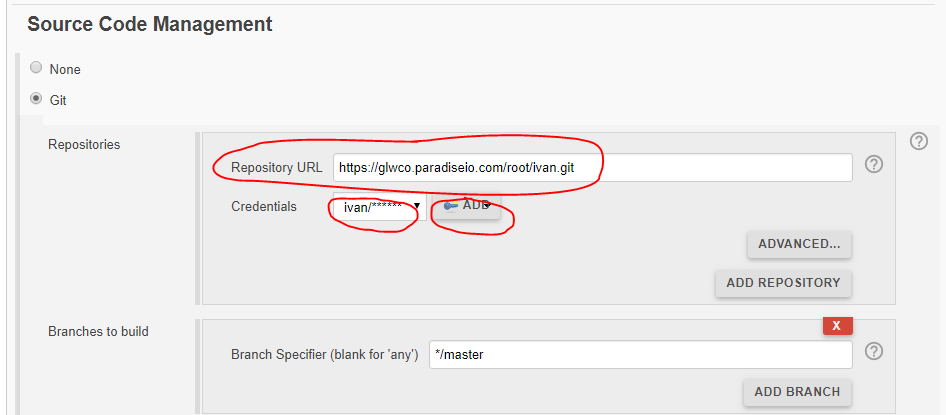 Source Code Management
None
Git
Repositories
Repository URL https://glwco.paradiseio.com/root/ivan.git ?
?
Credentials ivan/****** ADD
ADVANCED...
ADD REPOSITORY
Branches to build
X
Branch Specifier (blank for 'any') */master ?
ADD BRANCH